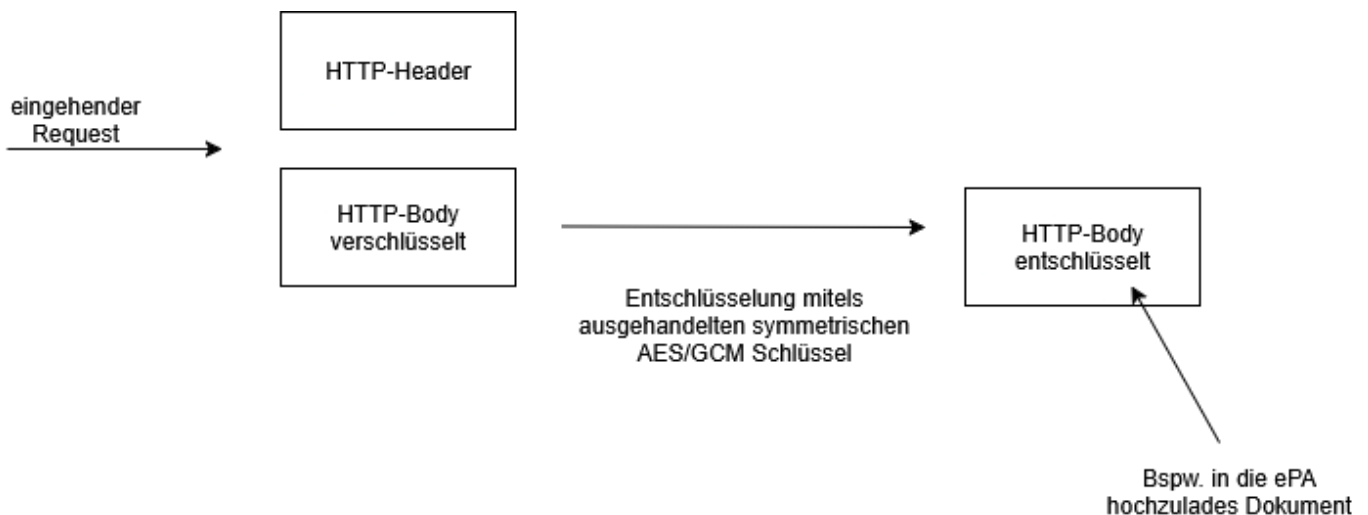 eingehender
Request
HTTP-Header
HTTP-Body
verschlüsselt
Entschlüsselung mitels
ausgehandelten symmetrischen
AES/GCM Schlüssel
HTTP-Body
entschlüsselt
Bspw. in die ePA
hochzulades Dokument